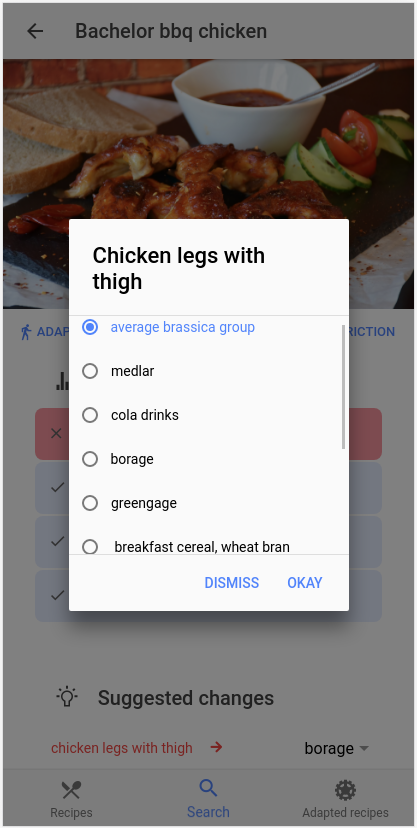 Bachelor bbq chicken
ADAP
RICTION
Chicken legs with
thigh
average brassica group
medlar
cola drinks
borage
greengage
breakfast cereal, wheat bran
DISMISS OKAY
Suggested changes
chicken legs with thigh
borage
Recipes
Search
Adapted recipes